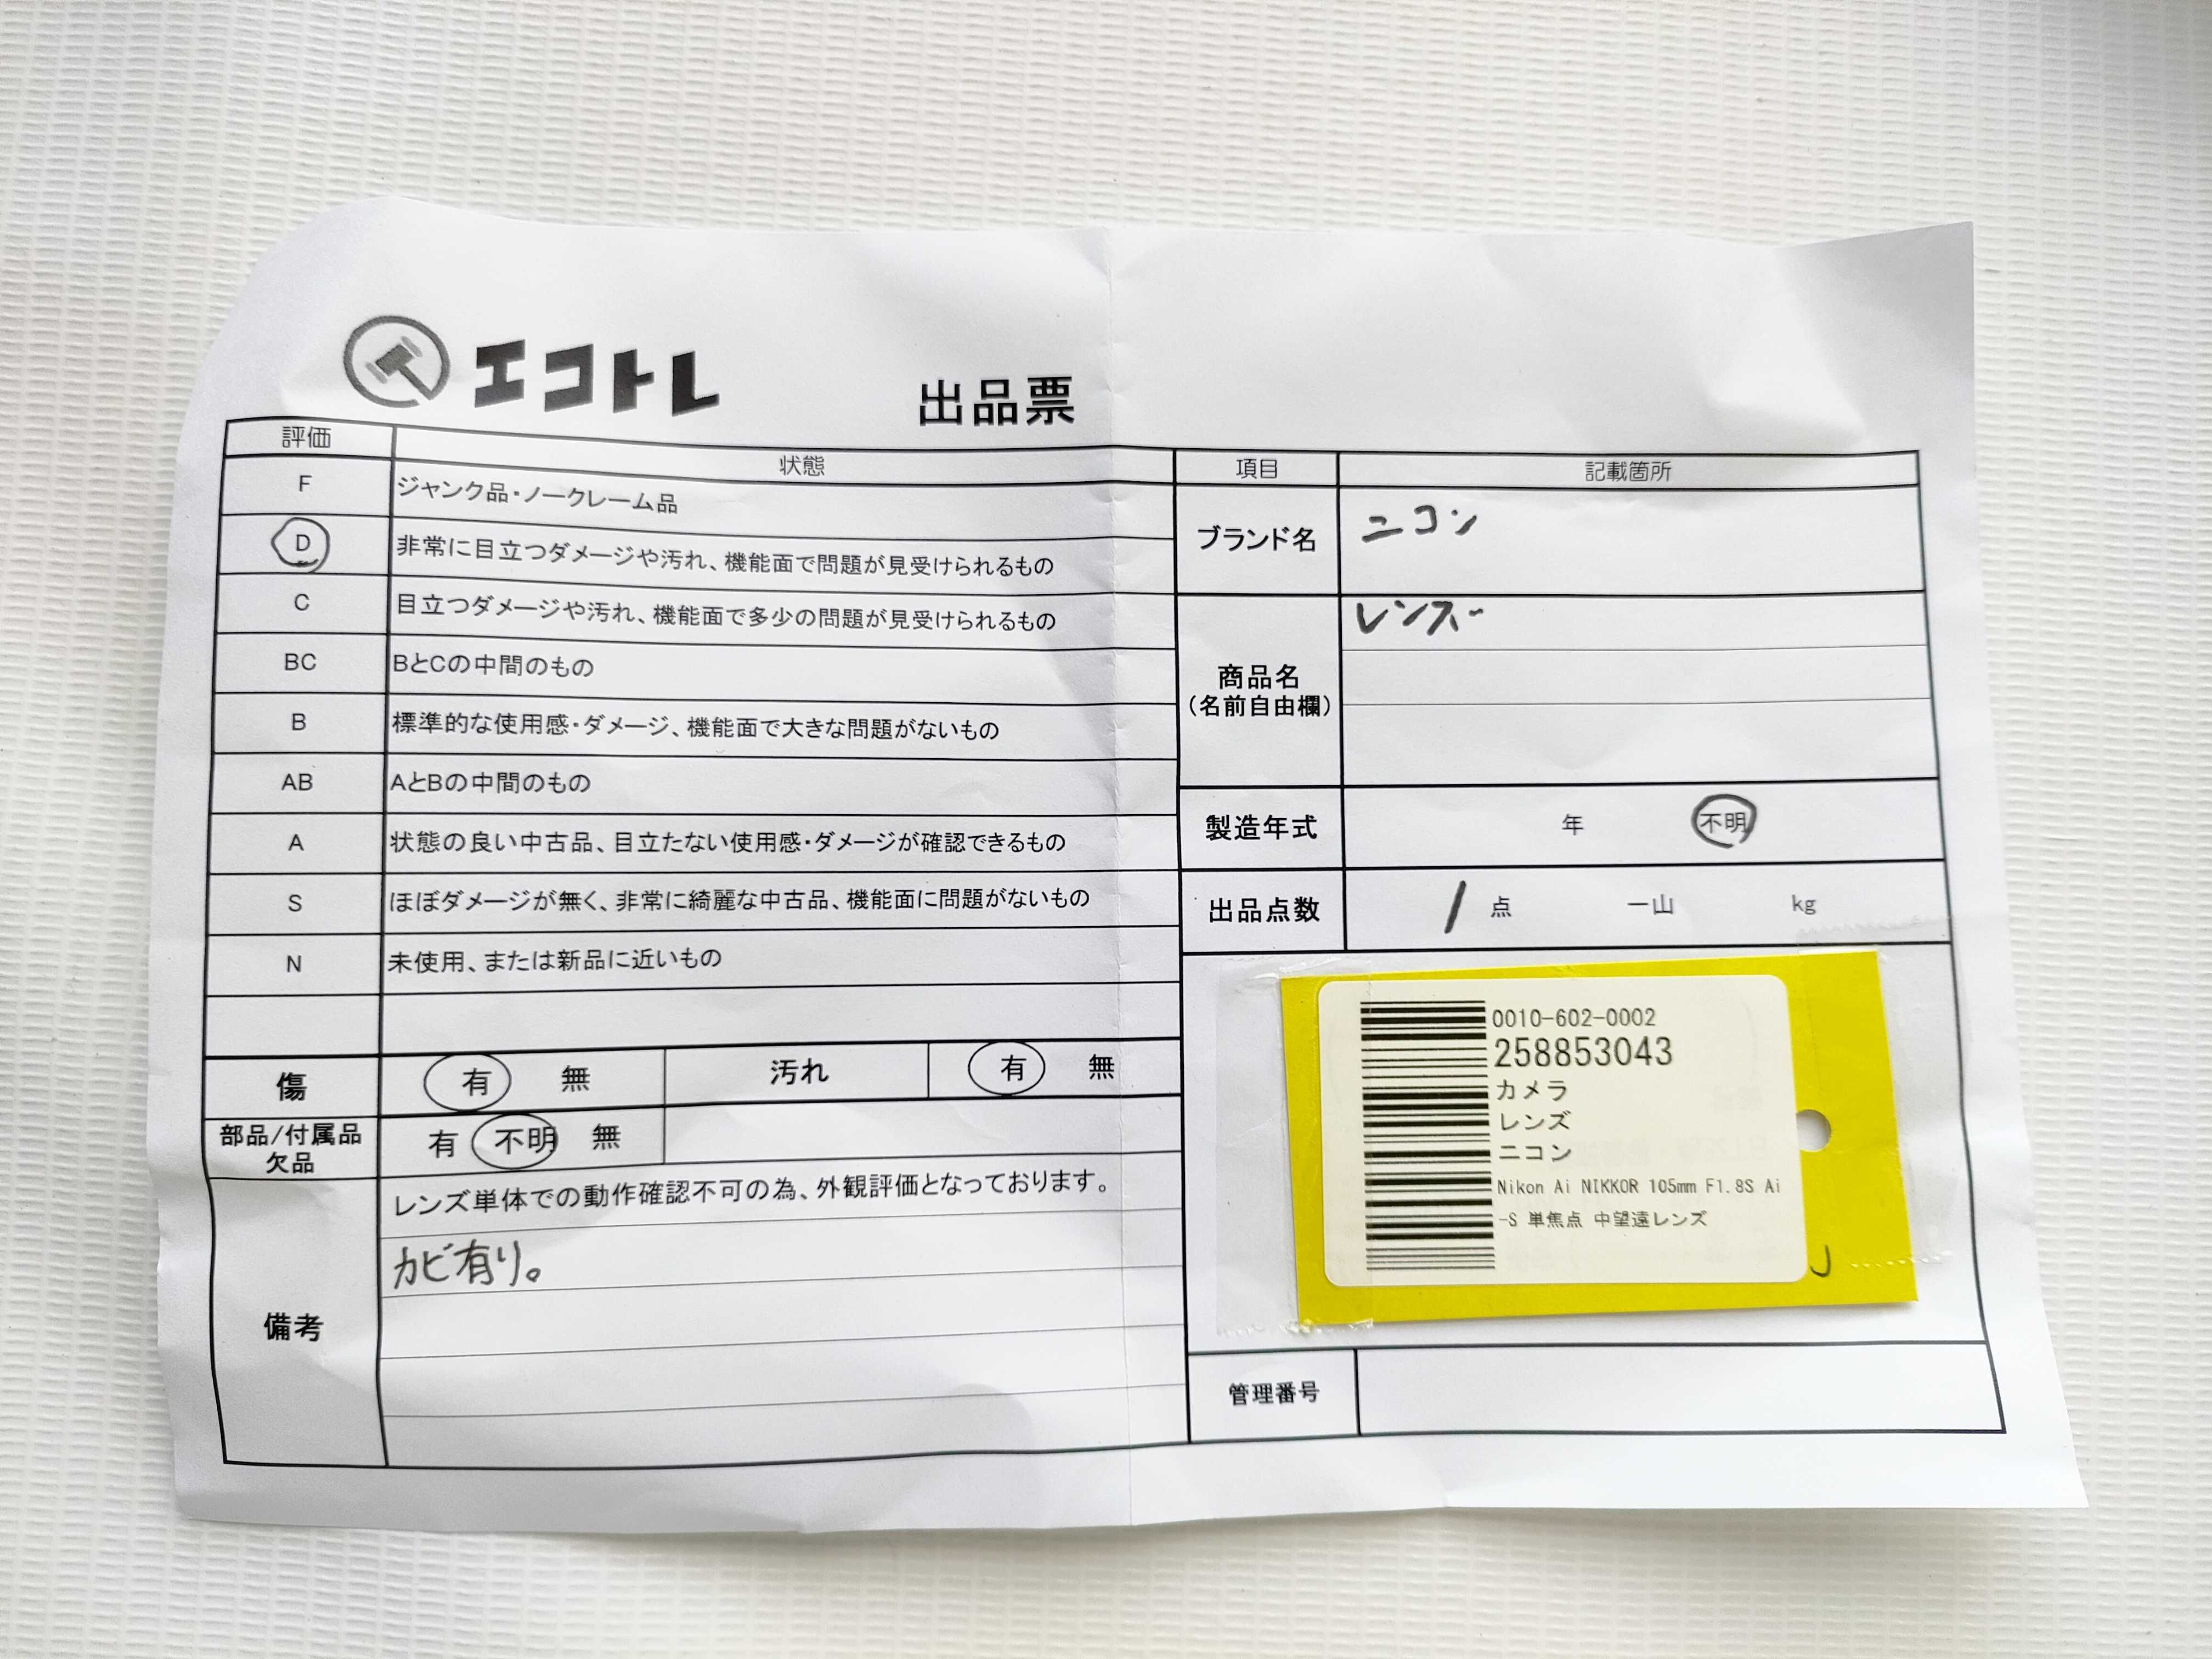 エコトレ
出品票
評価 状態
F ジャンク品・ノークレーム品
D 非常に目立つダメージや汚れ、機能面で問題が見受けられるもの
C 目立つダメージや汚れ、機能面で多少の問題が見受けられるもの
BC BとCの中間のもの
B 標準的な使用感・ダメージ、機能面で大きな問題がないもの
AB AとBの中間のもの
A 状態の良い中古品、目立たない使用感・ダメージが確認できるもの
S ほぼダメージが無く、非常に綺麗な中古品、機能面に問題がないもの
N 未使用、または新品に近いもの
傷 有 無 汚れ 有 無
部品/付属品
欠品
有 不明 無
備考
レンズ単体での動作確認不可の為、外観評価となっております。
カビ有り。
項目 記載箇所
ブランド名 ニコン
商品名
(名前自由欄)
レンズ
製造年式 年 不明
出品点数 1 点 一山 kg
0010-602-0002
258853043
カメラ
レンズ
ニコン
Nikon Ai NIKKOR 105mm F1.8S Ai
-S 単焦点 中望遠レンズ
J
管理番号